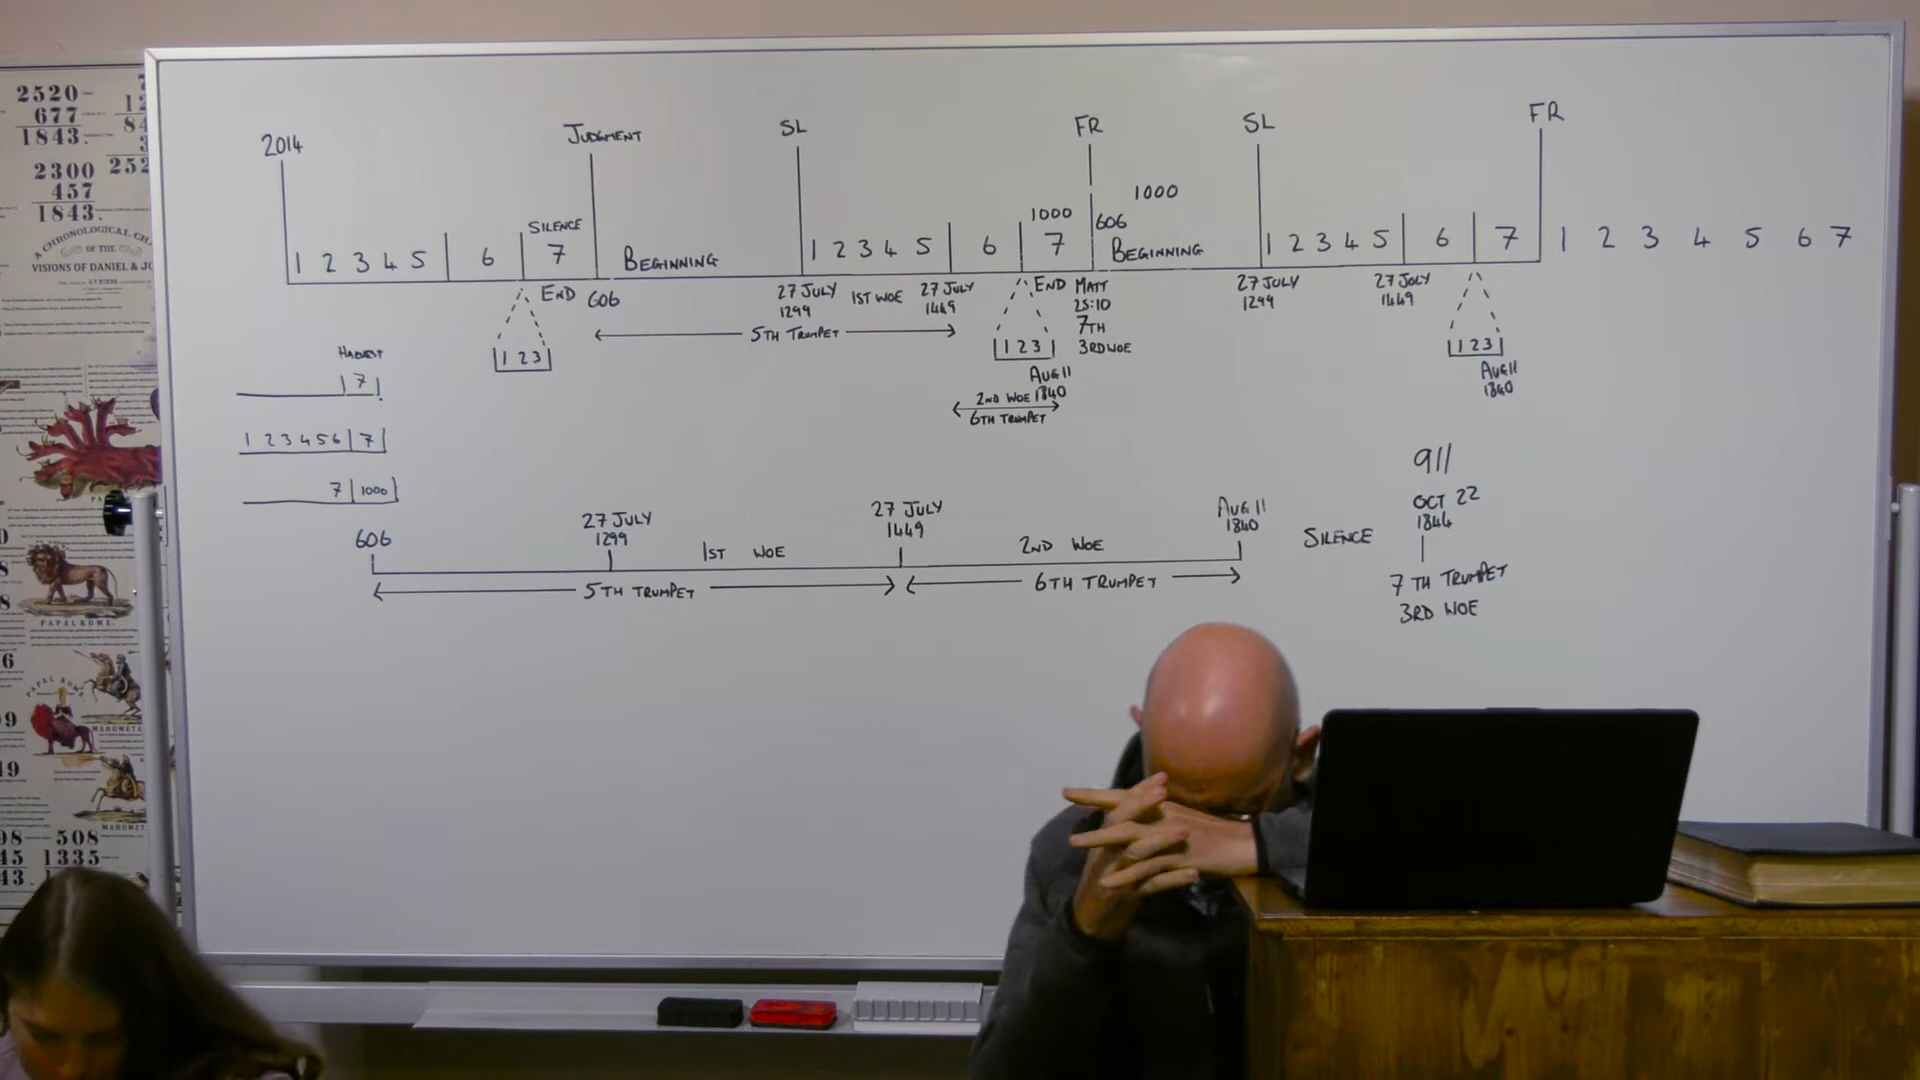 2014
JUDGMENT
SL
FR
SL
FR
1 2 3 4 5 6
SILENCE
7
BEGINNING
1 2 3 4 5 6
1000
7
606
1000
BEGINNING
1 2 3 4 5 6 7
1 2 3 4 5 6 7
END 606
1 2 3
27 JULY
1299
1ST WOE
27 JULY
1449
5TH TRUMPET
END
1 2 3
AUG 11
1840
2ND WOE
6TH TRUMPET
MATT
25:10
7TH
3RD WOE
27 JULY
1299
27 JULY
1449
1 2 3
AUG 11
1840
HARVEST
7
1 2 3 4 5 6 7
7 1000
606
27 JULY
1299
1ST WOE
27 JULY
1449
2ND WOE
AUG 11
1840
5TH TRUMPET
6TH TRUMPET
SILENCE
911
OCT 22
1844
7TH TRUMPET
3RD WOE
2520
677
1843
2300
457
1843
A CHRONOLOGICAL
OF THE
VISIONS OF DANIEL &
PAPAL ROME
PAPAL ROME
MAHOMETA
MAHOMET
508
1335